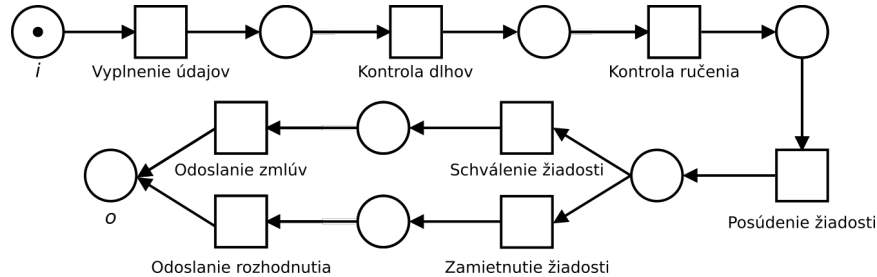 i
Vyplnenie údajov
Kontrola dlhov
Kontrola ručenia
Odoslanie zmlúv
Schválenie žiadosti
o
Posúdenie žiadosti
Odoslanie rozhodnutia
Zamietnutie žiadosti